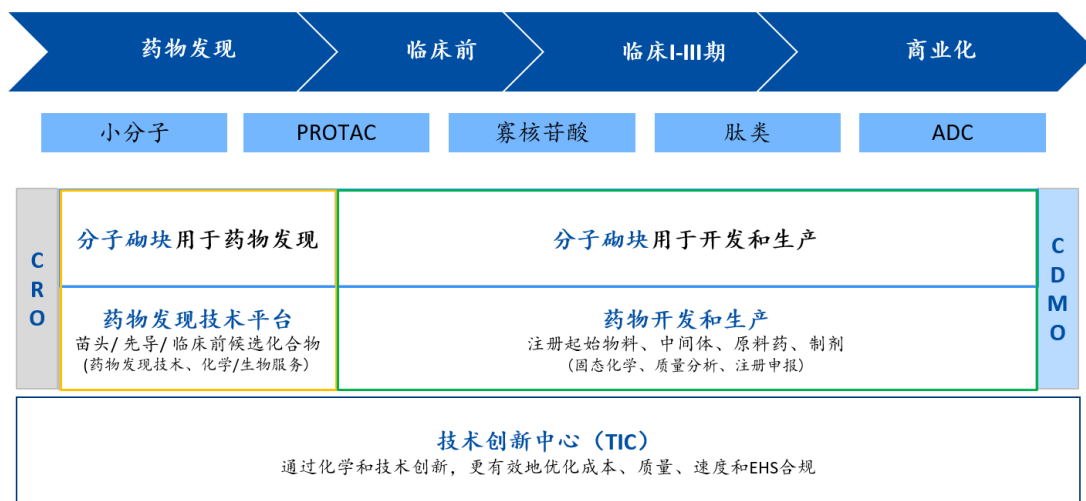 药物发现
临床前
临床I-III期
商业化
小分子
PROTAC
寡核苷酸
肽类
ADC
CRO
分子砌块用于药物发现
分子砌块用于开发和生产
CDMO
药物发现技术平台
苗头/ 先导/ 临床前候选化合物
(药物发现技术、化学/生物服务)
药物开发和生产
注册起始物料、中间体、原料药、制剂
(固态化学、质量分析、注册申报)
技术创新中心（TIC）
通过化学和技术创新，更有效地优化成本、质量、速度和EHS合规